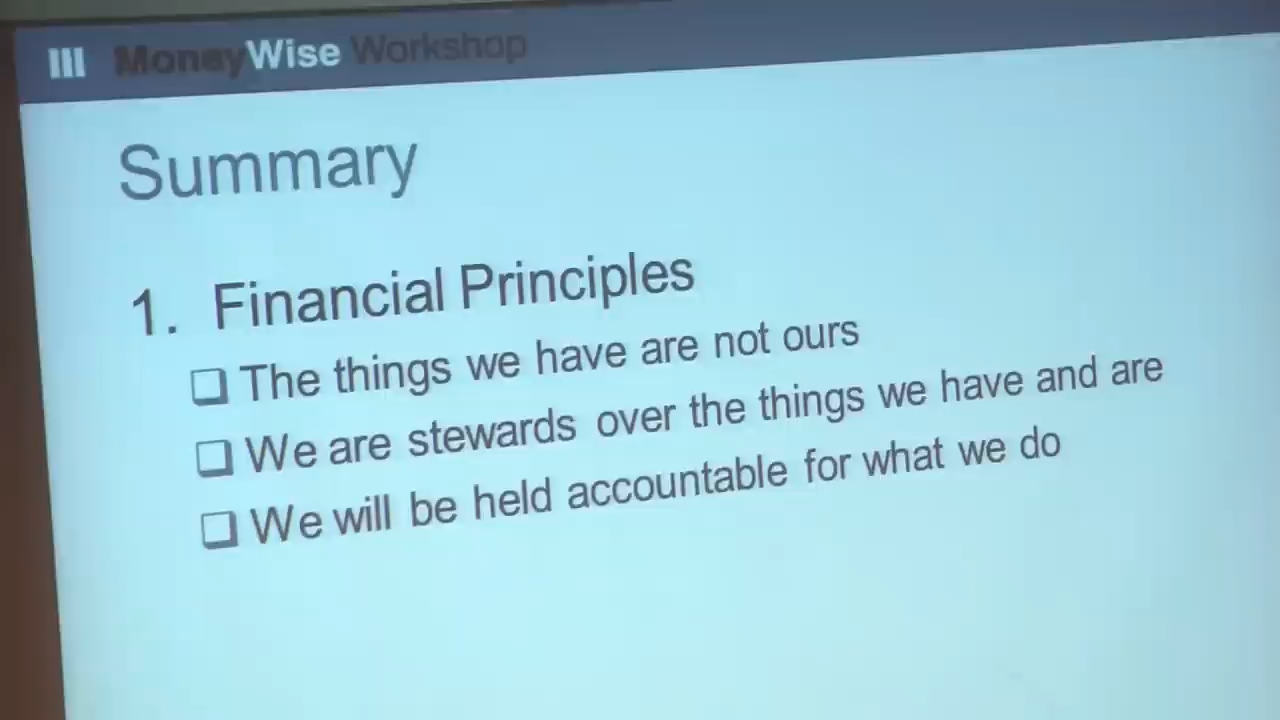 MoneyWise Workshop
Summary
1. Financial Principles
❑ The things we have are not ours
❑ We are stewards over the things we have and are
❑ We will be held accountable for what we do